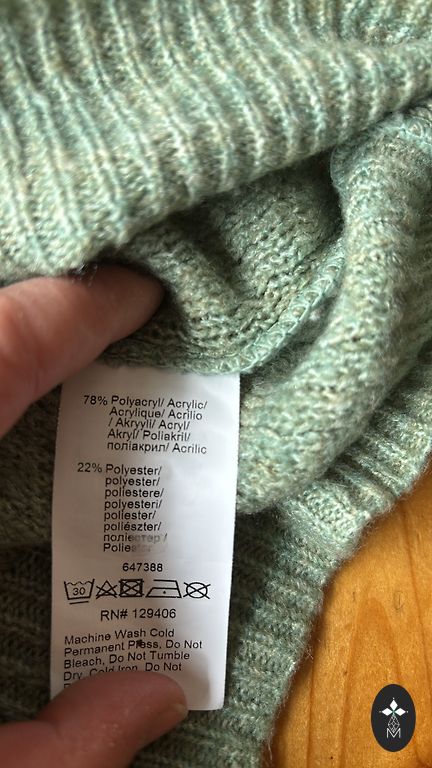 78% Polyacryl/ Acrylic/
Acrylique/ Acrilio
/ Akryyli/ Acryl/
Akryl/ Poliakril/
поліакрил/ Acrilic
22% Polyester/
polyester/
poliestere/
polyesteri/
poliester/
poliészter/
поліестер /
Poliester
647388
30
RN# 129406
Machine Wash Cold
Permanent Press, Do Not
Bleach, Do Not Tumble
Dry, Cold Iron, Do Not